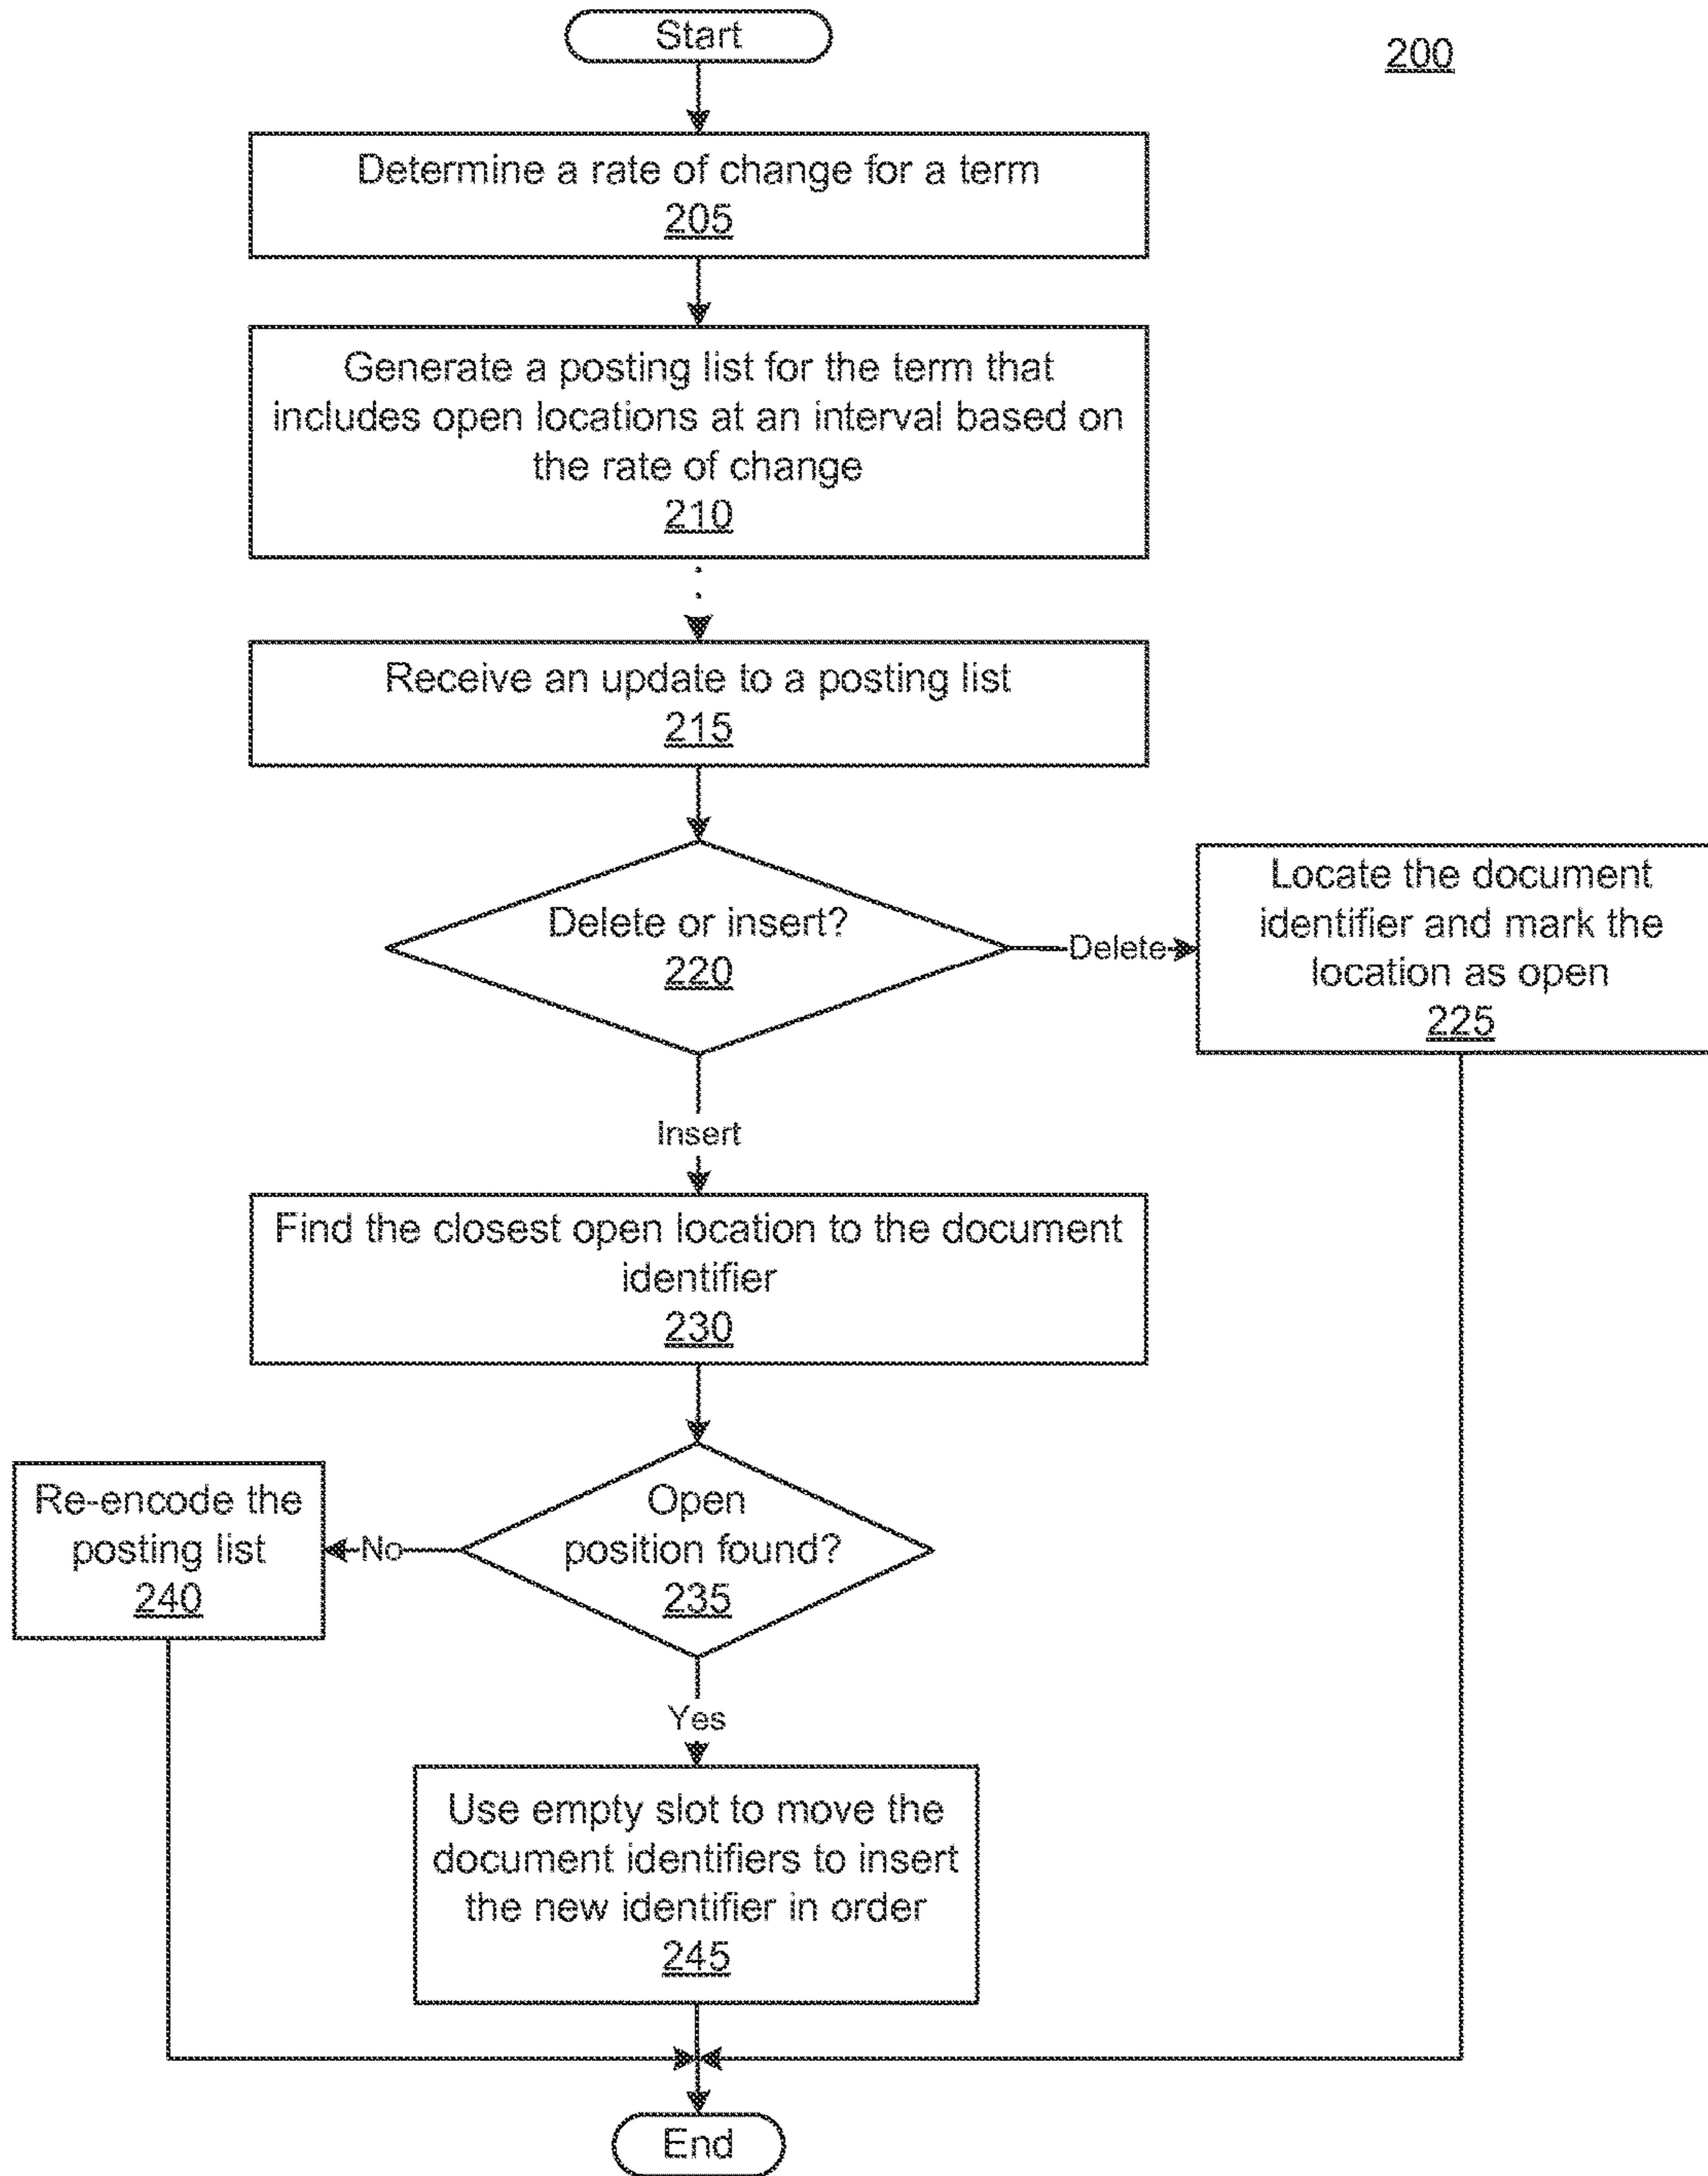 Start
200
Determine a rate of change for a term
205
Generate a posting list for the term that
includes open locations at an interval based on
the rate of change
210
Receive an update to a posting list
215
Delete or insert?
220
Delete
Locate the document
identifier and mark the
location as open
225
Insert
Find the closest open location to the document
identifier
230
Open
position found?
235
No
Re-encode the
posting list
240
Yes
Use empty slot to move the
document identifiers to insert
the new identifier in order
245
End